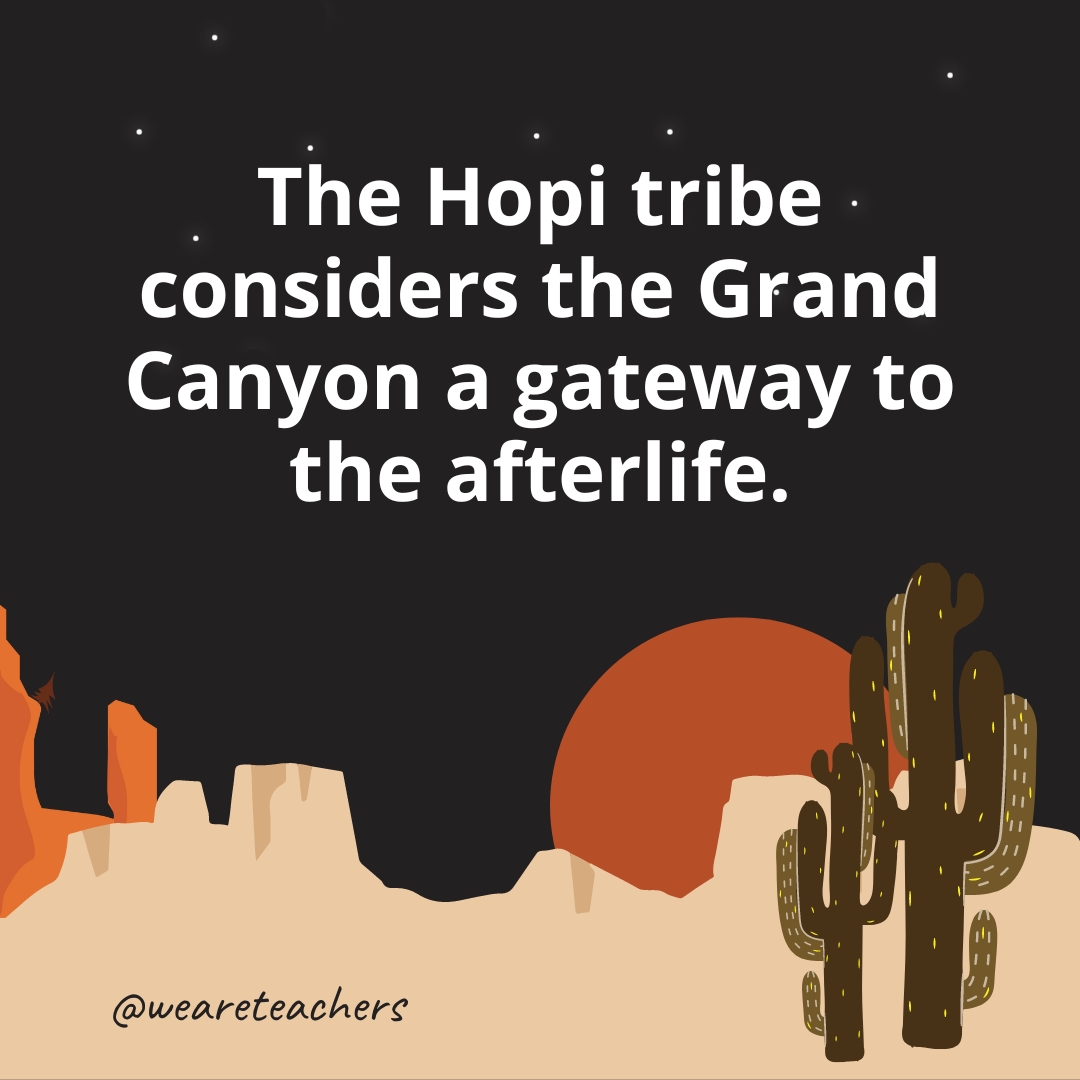 The Hopi tribe
considers the Grand
Canyon a gateway to
the afterlife.
@weareteachers